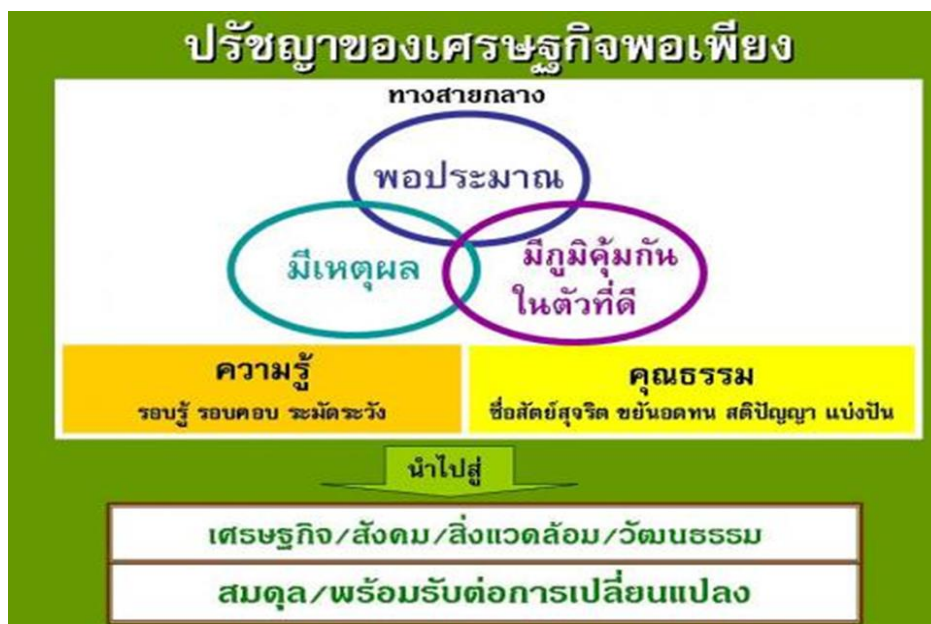 ปรัชญาของเศรษฐกิจพอเพียง
ทางสายกลาง
พอประมาณ
มีเหตุผล
มีภูมิคุ้มกัน
ในตัวที่ดี
ความรู้
รอบรู้ รอบคอบ ระมัดระวัง
คุณธรรม
ซื่อสัตย์สุจริต ขยันอดทน สติปัญญา แบ่งปัน
นำไปสู่
เศรษฐกิจ/สังคม/สิ่งแวดล้อม/วัฒนธรรม
สมดุล/พร้อมรับต่อการเปลี่ยนแปลง